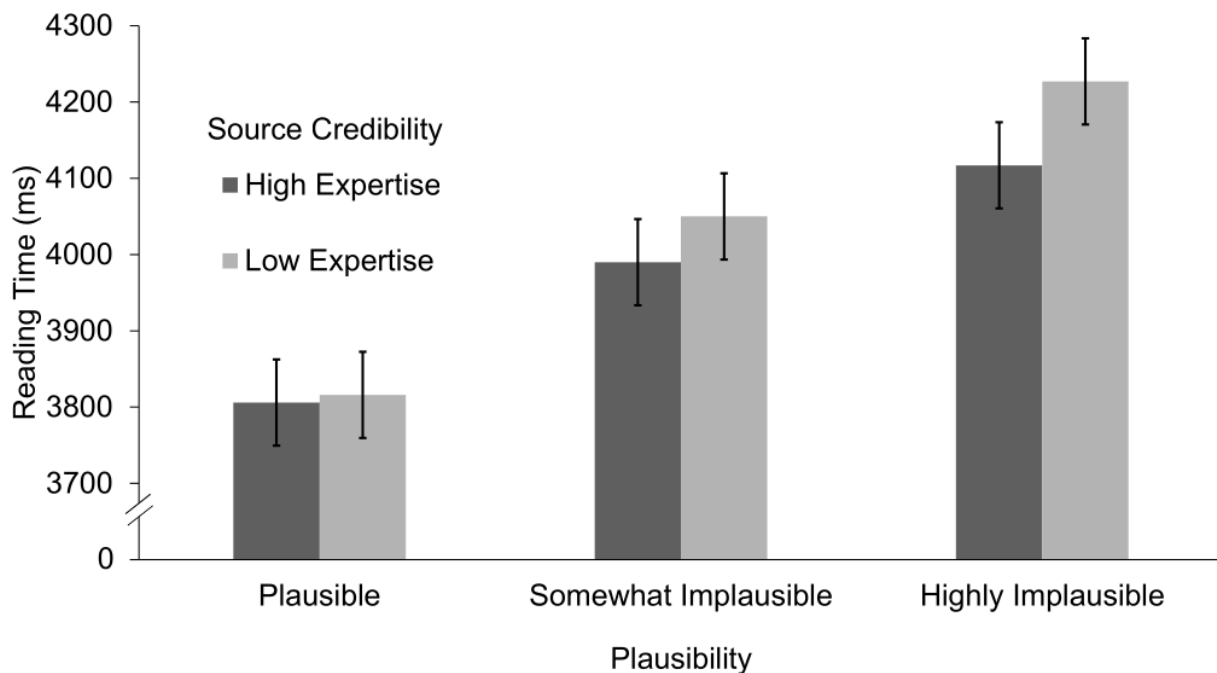 4300
4200
4100
4000
3900
3800
3700
0
Reading Time (ms)
Source Credibility
High Expertise
Low Expertise
Plausible
Somewhat Implausible
Highly Implausible
Plausibility